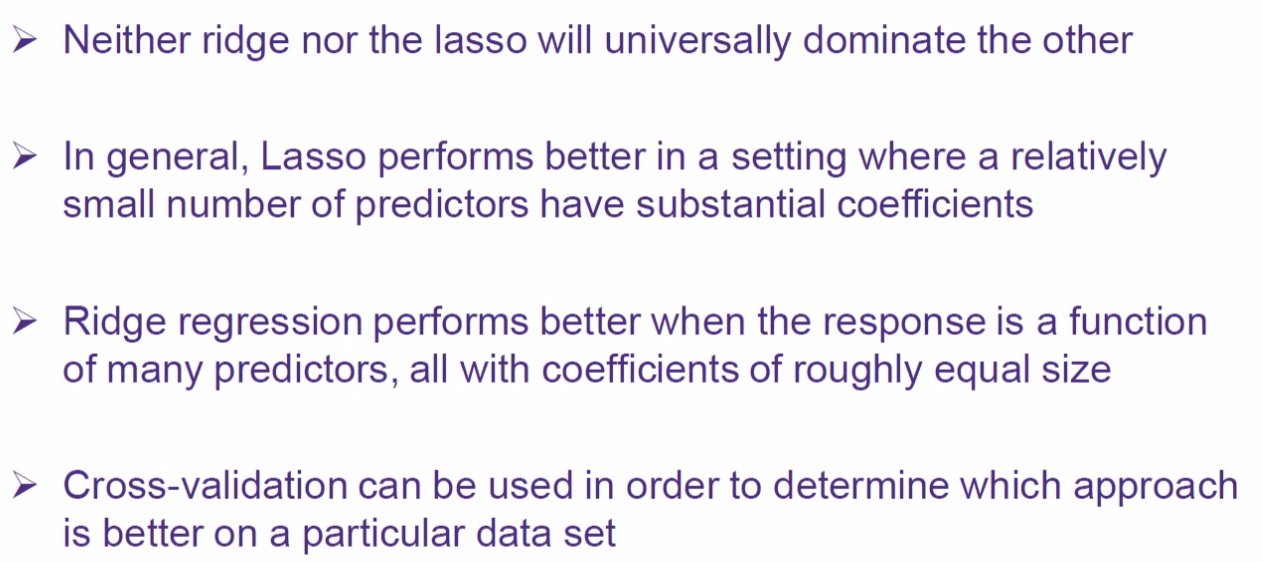 ➢ Neither ridge nor the lasso will universally dominate the other
➢ In general, Lasso performs better in a setting where a relatively
small number of predictors have substantial coefficients
➢ Ridge regression performs better when the response is a function
of many predictors, all with coefficients of roughly equal size
➢ Cross-validation can be used in order to determine which approach
is better on a particular data set